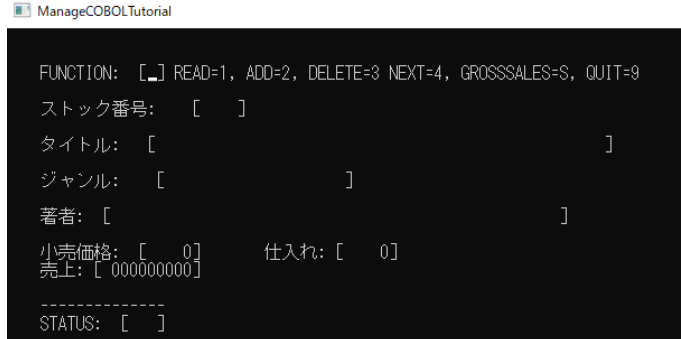 ManageCOBOLTutorial
FUNCTION: [_] READ=1, ADD=2, DELETE=3 NEXT=4, GROSSSALES=S, QUIT=9
ストック番号: [ ]
タイトル: [ ]
ジャンル: [ ]
著者: [ ]
小売価格: [ 0] 仕入れ: [ 0]
売上: [ 000000000]
--------------
STATUS: [ ]